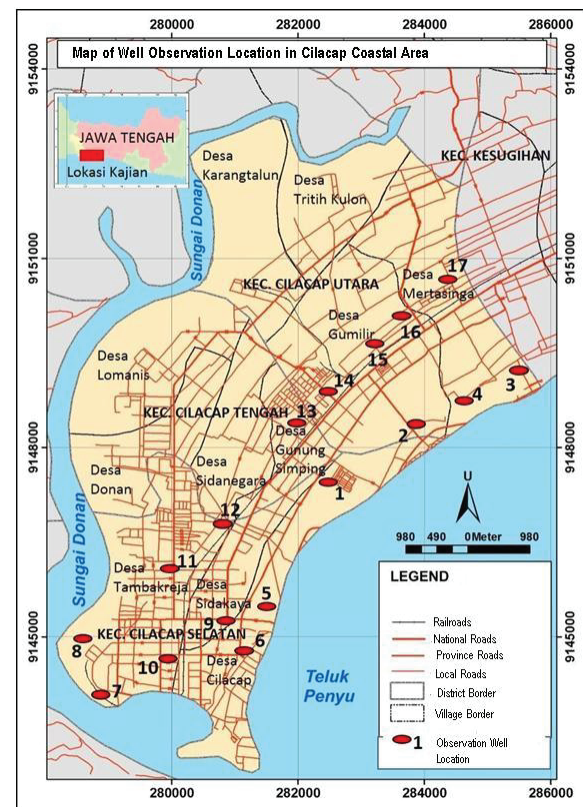 280000 282000 284000 286000
Map of Well Observation Location in Cilacap Coastal Area
9154000
9154000
JAWA TENGAH
Lokasi Kajian
Desa
Karangtalun
Desa
Tritih Kulon
KEC. KESUGIHAN
Sungai Donan
9151000
9151000
KEC. CILACAP UTARA
Desa
Mertasinga
17
Desa
Gumilir
16
15
Desa
Lomanis
14
3
4
KEC. CILACAP TENGAH
13
2
Desa
Gunung
Simping
9148000
9148000
Desa
Donan
Desa
Sidanegara
1
12
U
980 490 0Meter 980
Sungai Donan
11
Desa
Tambakreja
Desa
Sidakaya
5
9
KEC. CILACAP SELATAN
6
8
10
Desa
Cilacap
7
9145000
9145000
Teluk
Penyu
LEGEND
Railroads
National Roads
Province Roads
Local Roads
District Border
Village Border
1 Observation Well
Location
280000 282000 284000 286000